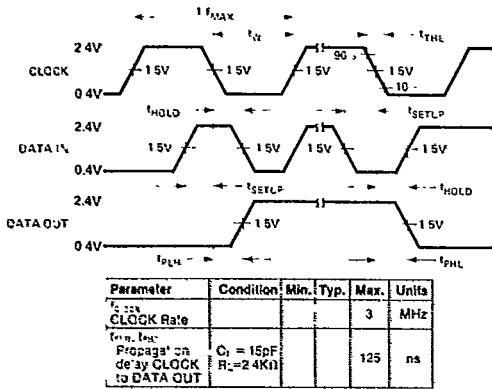 1 fMAX
tW
tTHL
2.4V
90
CLOCK
1.5V
1.5V
1.5V
1.5V
0.4V
10
tHOLD
tSETUP
2.4V
DATA IN
1.5V
1.5V
1.5V
1.5V
0.4V
tSETUP
tHOLD
2.4V
DATA OUT
1.5V
1.5V
0.4V
tPLH
tPHL
Parameter Condition Min. Typ. Max. Units
CLOCK Rate 3 MHz
Propagation CL = 15pF
delay CLOCK RL=2.4KΩ 125 ns
to DATA OUT